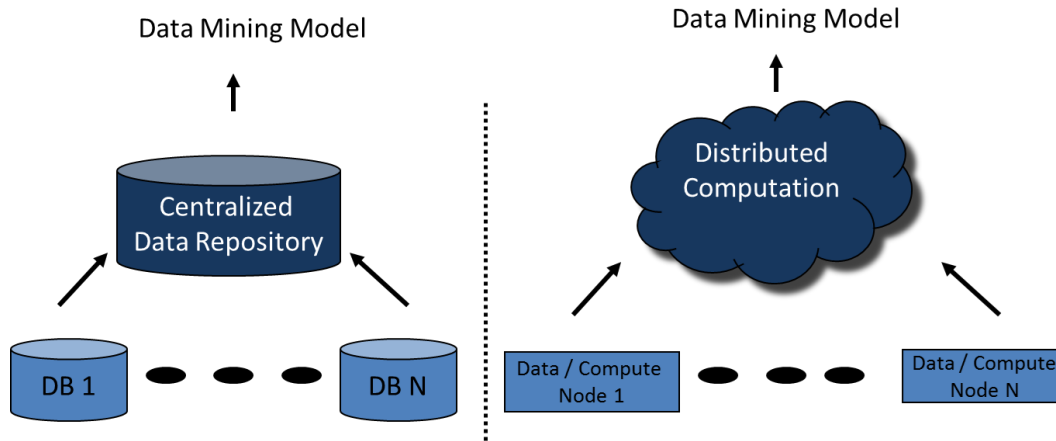 Data Mining Model
Centralized
Data Repository
DB 1
DB N
Data Mining Model
Distributed
Computation
Data / Compute
Node 1
Data / Compute
Node N